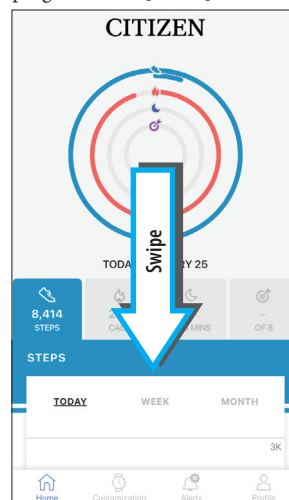 CITIZEN
TODA RY 25
Swipe
8,414
STEPS
MINS
OF 6
STEPS
TODAY WEEK MONTH
3K
Home Customization Alerts Profile